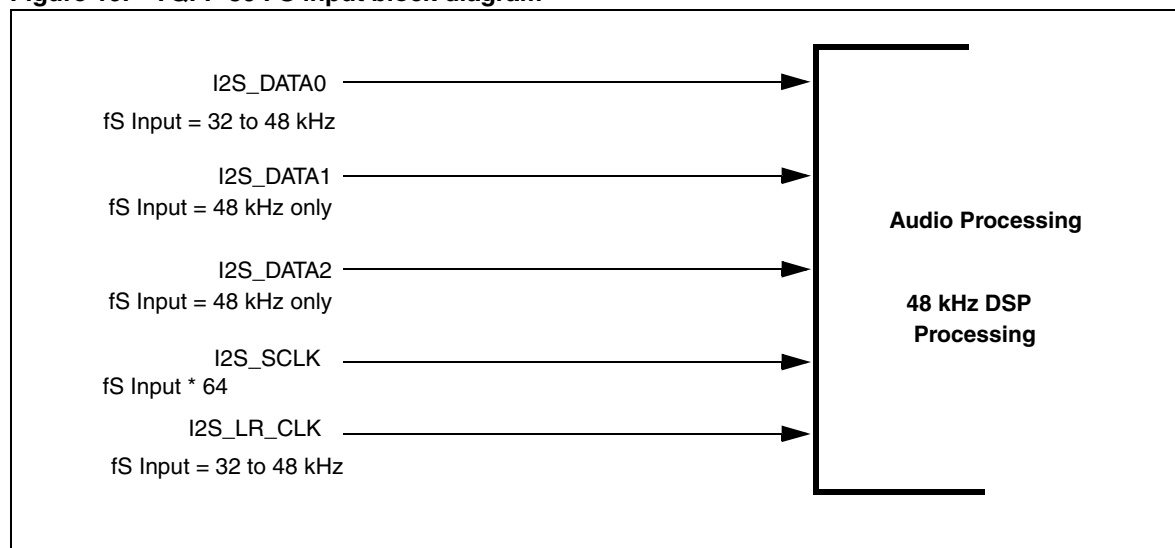 I2S_DATA0
fS Input = 32 to 48 kHz
I2S_DATA1
fS Input = 48 kHz only
I2S_DATA2
fS Input = 48 kHz only
I2S_SCLK
fS Input * 64
I2S_LR_CLK
fS Input = 32 to 48 kHz
Audio Processing
48 kHz DSP
Processing